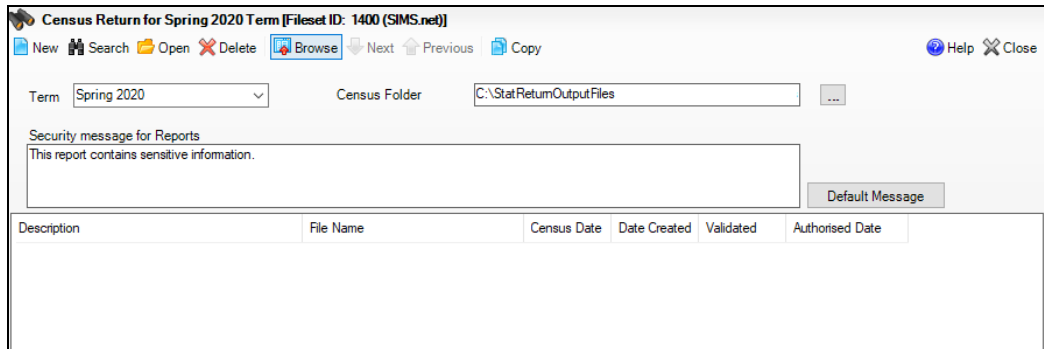 Census Return for Spring 2020 Term [Fileset ID: 1400 (SIMS.net)]
New Search Open Delete Browse Next Previous Copy Help Close
Term Spring 2020 Census Folder C:\StatReturnOutputFiles ...
Security message for Reports
This report contains sensitive information.
Default Message
Description File Name Census Date Date Created Validated Authorised Date